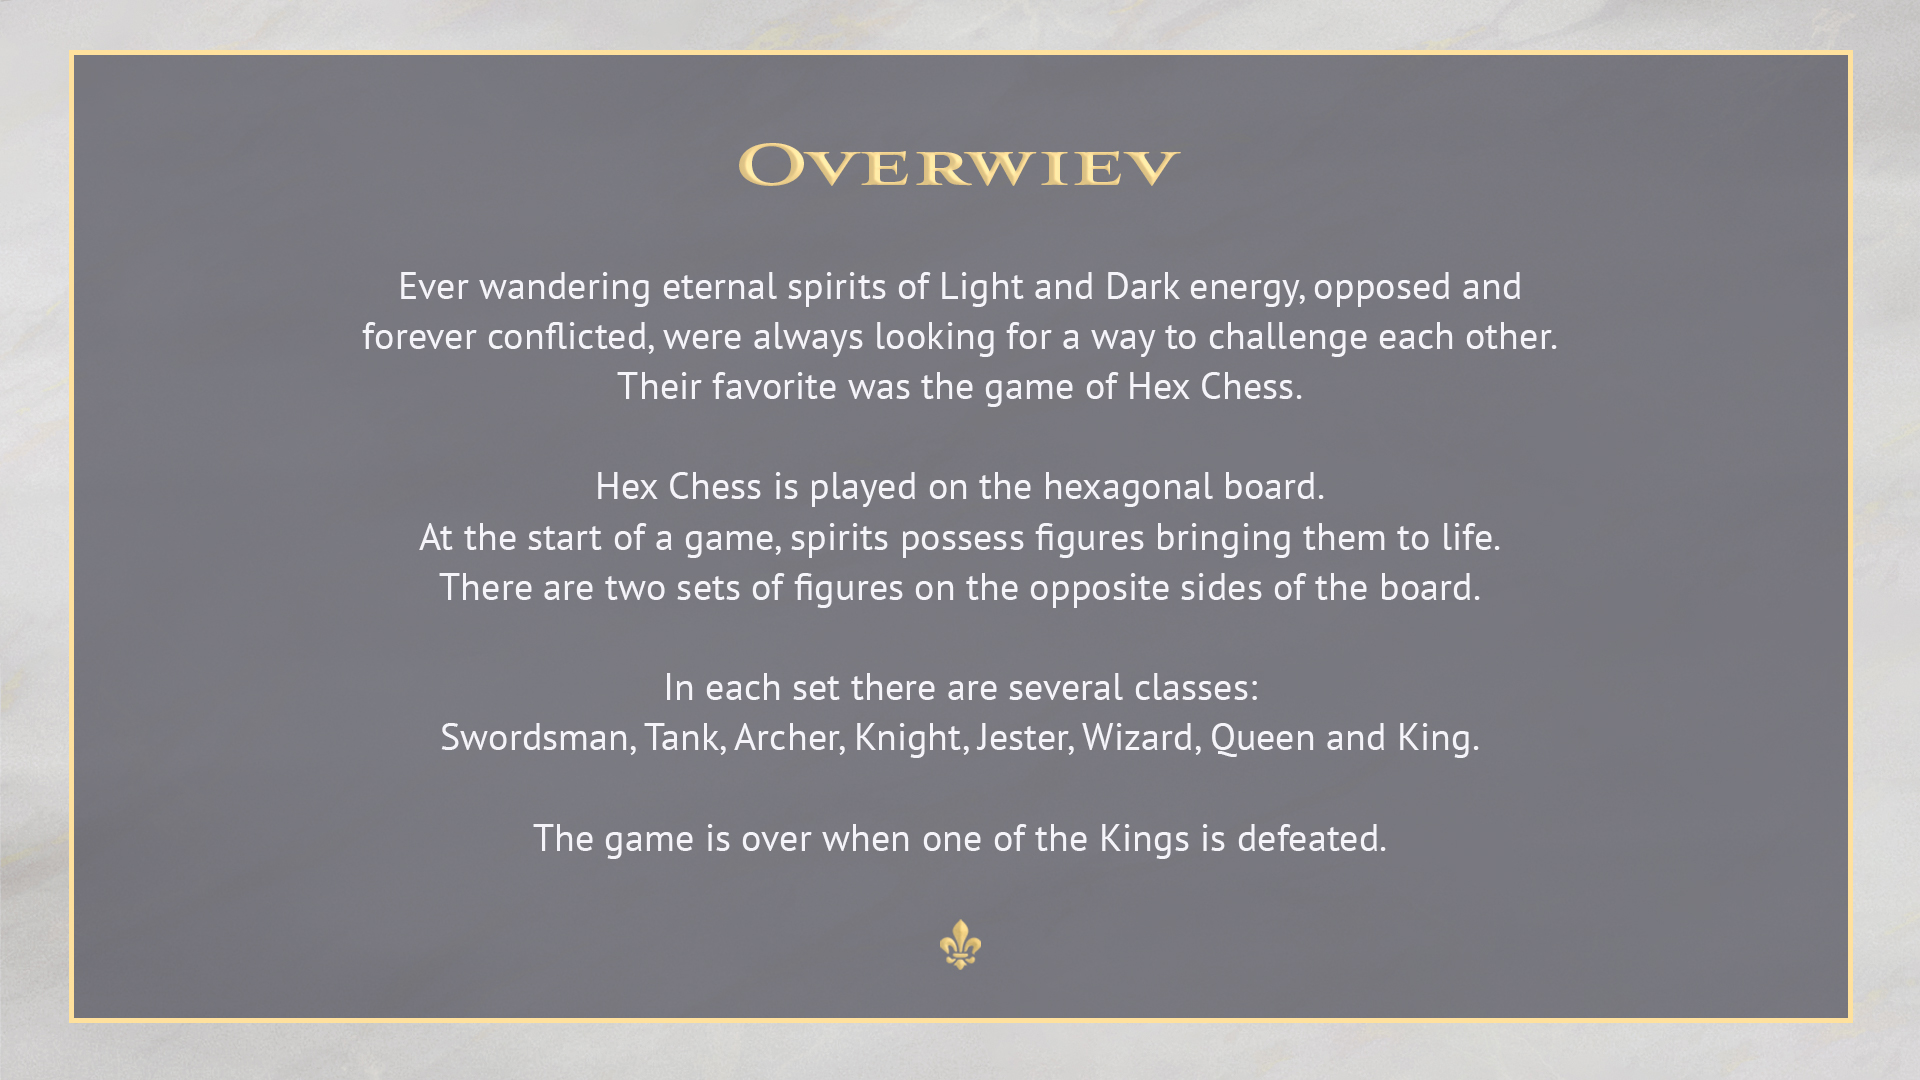 Overwiev
Ever wandering eternal spirits of Light and Dark energy, opposed and
forever conflicted, were always looking for a way to challenge each other.
Their favorite was the game of Hex Chess.
Hex Chess is played on the hexagonal board.
At the start of a game, spirits possess figures bringing them to life.
There are two sets of figures on the opposite sides of the board.
In each set there are several classes:
Swordsman, Tank, Archer, Knight, Jester, Wizard, Queen and King.
The game is over when one of the Kings is defeated.